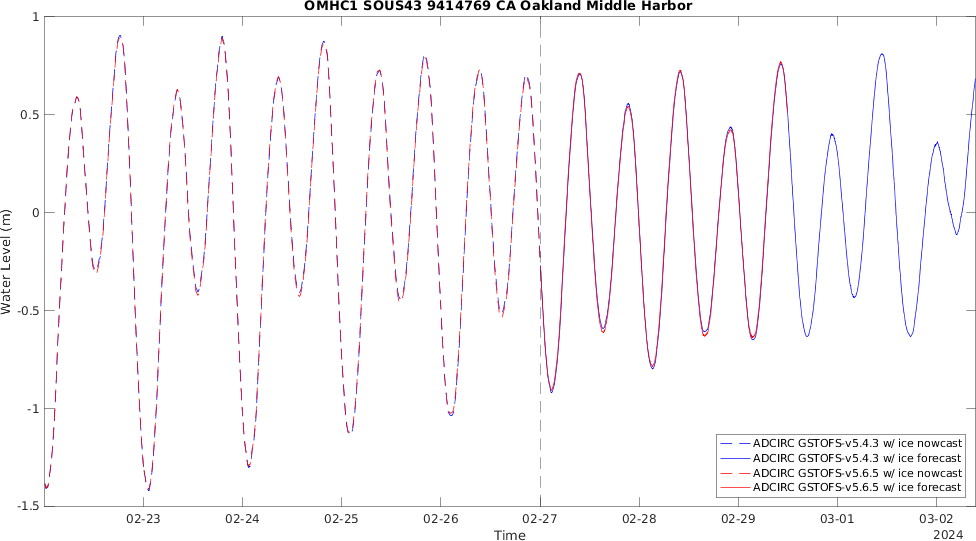 OMHC1 SOUS43 9414769 CA Oakland Middle Harbor
1
0.5
0
-0.5
-1
-1.5
Water Level (m)
02-23
02-24
02-25
02-26
02-27
02-28
02-29
03-01
03-02
Time
2024
ADCIRC GSTOFS-v5.4.3 w/ ice nowcast
ADCIRC GSTOFS-v5.4.3 w/ ice forecast
ADCIRC GSTOFS-v5.6.5 w/ ice nowcast
ADCIRC GSTOFS-v5.6.5 w/ ice forecast